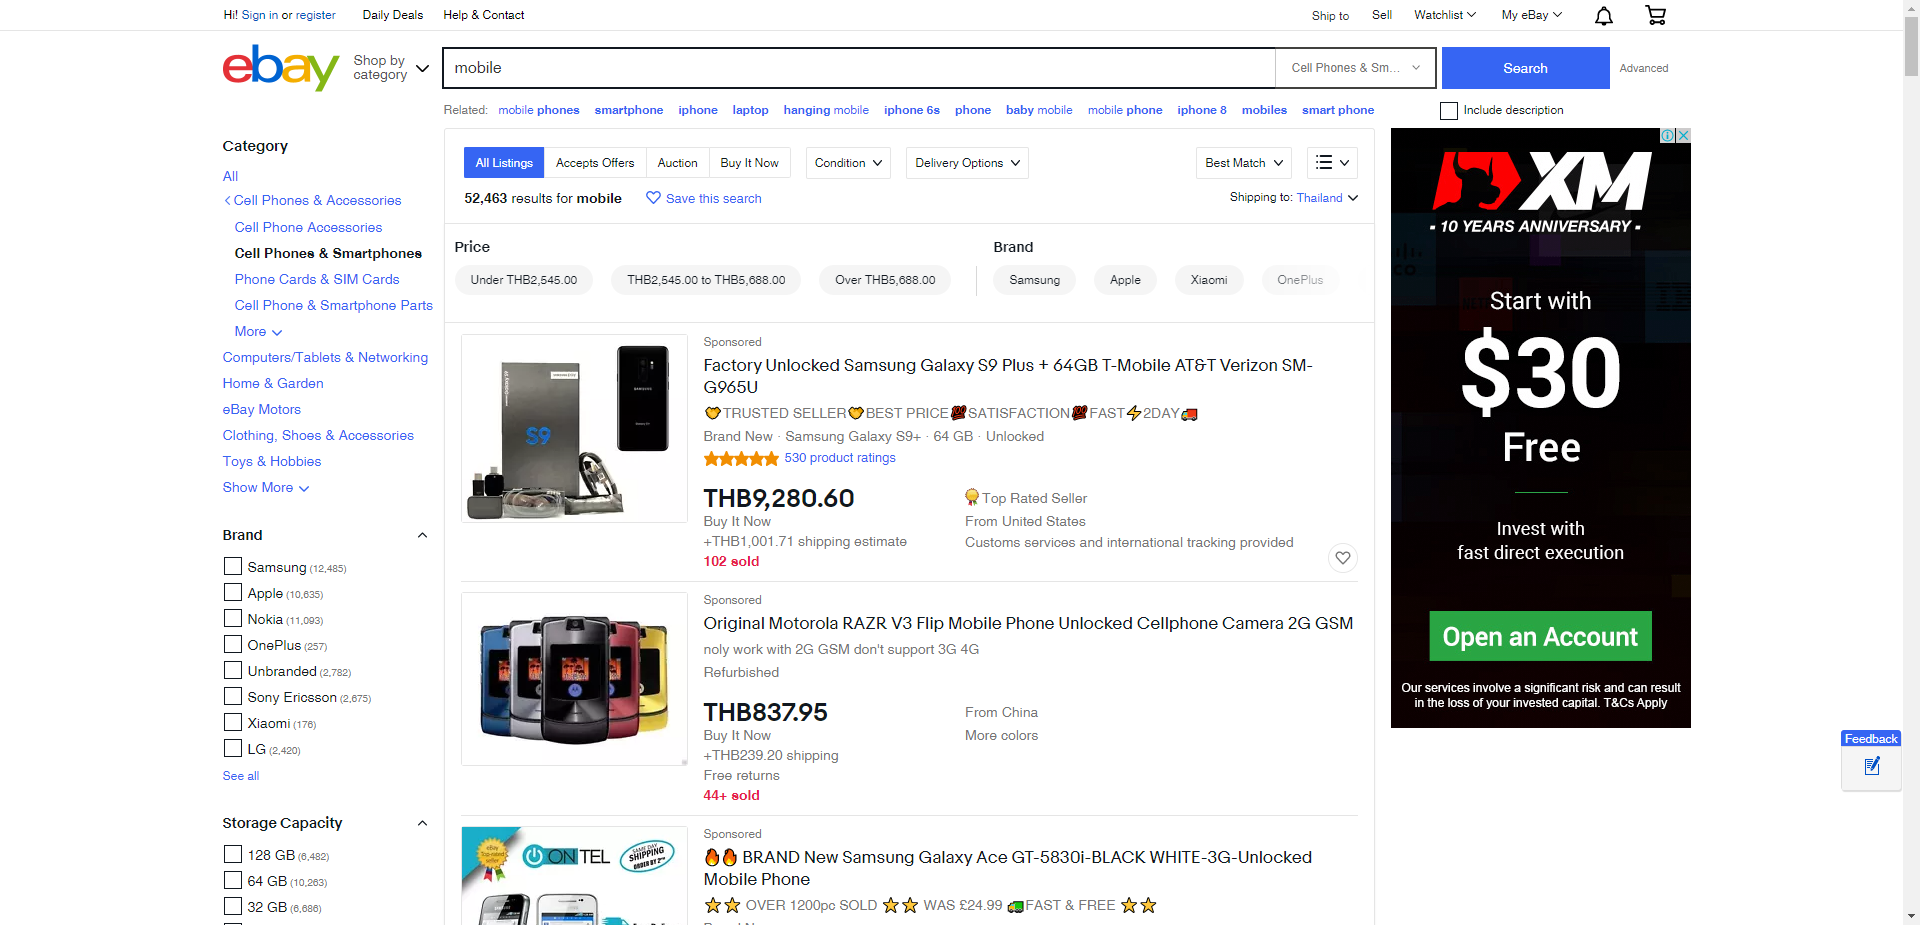 Hi! Sign in or register
Daily Deals
Help & Contact
Ship to
Sell
Watchlist
My eBay
ebay
Shop by
category
mobile
Cell Phones & Sm...
Search
Advanced
Related: mobile phones smartphone iphone laptop hanging mobile iphone 6s phone baby mobile mobile phone iphone 8 mobiles smart phone
Include description
Category
All
Cell Phones & Accessories
Cell Phone Accessories
Cell Phones & Smartphones
Phone Cards & SIM Cards
Cell Phone & Smartphone Parts
More
Computers/Tablets & Networking
Home & Garden
eBay Motors
Clothing, Shoes & Accessories
Toys & Hobbies
Show More
Brand
Samsung (12,485)
Apple (10,635)
Nokia (11,093)
OnePlus (257)
Unbranded (2,782)
Sony Ericsson (2,675)
Xiaomi (176)
LG (2,420)
See all
Storage Capacity
128 GB (6,482)
64 GB (10,263)
32 GB (6,686)
All Listings
Accepts Offers
Auction
Buy It Now
Condition
Delivery Options
Best Match
52,463 results for mobile
Save this search
Shipping to: Thailand
Price
Under THB2,545.00
THB2,545.00 to THB5,688.00
Over THB5,688.00
Brand
Samsung
Apple
Xiaomi
OnePlus
Sponsored
Factory Unlocked Samsung Galaxy S9 Plus + 64GB T-Mobile AT&T Verizon SM-
G965U
TRUSTED SELLER BEST PRICE SATISFACTION FAST 2DAY
Brand New · Samsung Galaxy S9+ · 64 GB · Unlocked
530 product ratings
THB9,280.60
Buy It Now
+THB1,001.71 shipping estimate
102 sold
Top Rated Seller
From United States
Customs services and international tracking provided
S9
Sponsored
Original Motorola RAZR V3 Flip Mobile Phone Unlocked Cellphone Camera 2G GSM
noly work with 2G GSM don't support 3G 4G
Refurbished
THB837.95
Buy It Now
+THB239.20 shipping
Free returns
44+ sold
From China
More colors
Sponsored
BRAND New Samsung Galaxy Ace GT-5830i-BLACK WHITE-3G-Unlocked
Mobile Phone
OVER 1200pc SOLD WAS £24.99 FAST & FREE
eBay
Top-rated
seller
ON TEL
SAME DAY
SHIPPING
XM
- 10 YEARS ANNIVERSARY -
Start with
$30
Free
Invest with
fast direct execution
Open an Account
Our services involve a significant risk and can result
in the loss of your invested capital. T&Cs Apply
Feedback